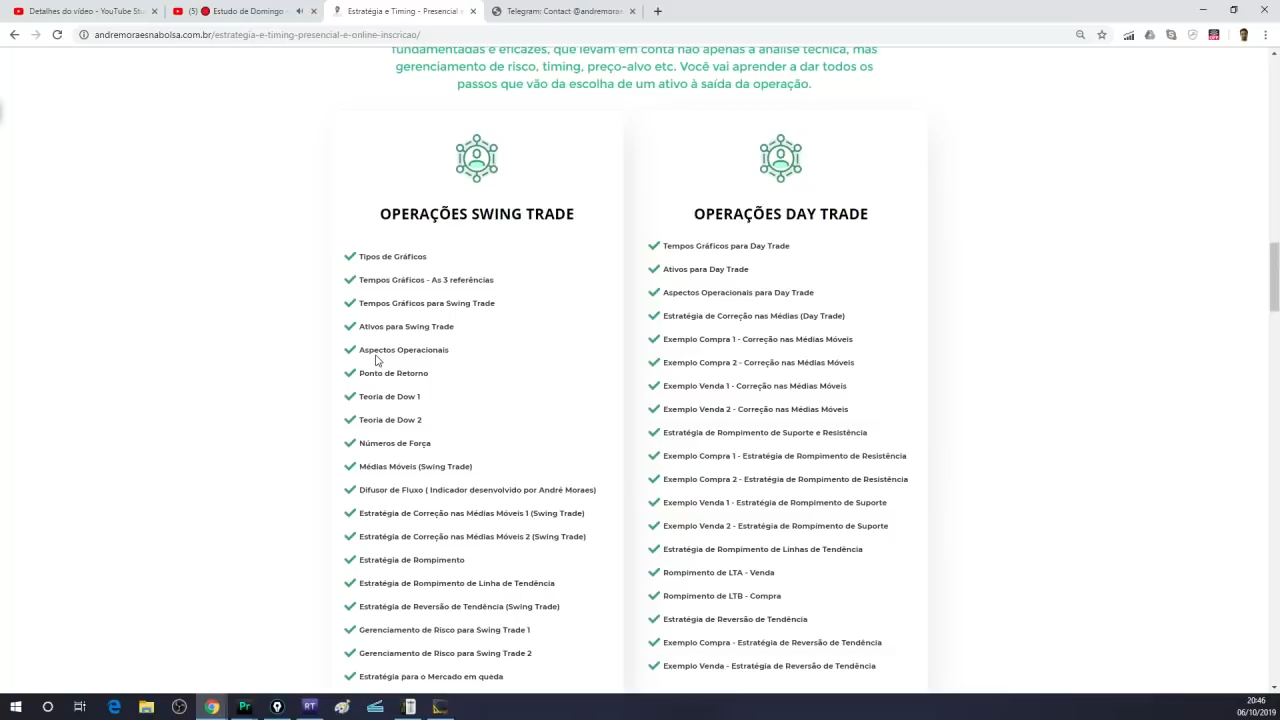 Detalhes do vídeo - YouTube St
(5) Estudo de Domingo -
Telegram - Estratégia e Timing
Telegram: Contact @andremorae
andremoraesnabolsa.com.br/estrategia-e-timing-presencial-e-online-inscricao/
fundamentadas e eficazes, que levam em conta não apenas a análise técnica, mas
gerenciamento de risco, timing, preço-alvo etc. Você vai aprender a dar todos os
passos que vão da escolha de um ativo à saída da operação.
OPERAÇÕES SWING TRADE
Tipos de Gráficos
Tempos Gráficos - As 3 referências
Tempos Gráficos para Swing Trade
Ativos para Swing Trade
Aspectos Operacionais
Ponto de Retorno
Teoria de Dow 1
Teoria de Dow 2
Números de Força
Médias Móveis (Swing Trade)
Difusor de Fluxo ( Indicador desenvolvido por André Moraes)
Estratégia de Correção nas Médias Móveis 1 (Swing Trade)
Estratégia de Correção nas Médias Móveis 2 (Swing Trade)
Estratégia de Rompimento
Estratégia de Rompimento de Linha de Tendência
Estratégia de Reversão de Tendência (Swing Trade)
Gerenciamento de Risco para Swing Trade 1
Gerenciamento de Risco para Swing Trade 2
Estratégia para o Mercado em queda
OPERAÇÕES DAY TRADE
Tempos Gráficos para Day Trade
Ativos para Day Trade
Aspectos Operacionais para Day Trade
Estratégia de Correção nas Médias (Day Trade)
Exemplo Compra 1 - Correção nas Médias Móveis
Exemplo Compra 2 - Correção nas Médias Móveis
Exemplo Venda 1 - Correção nas Médias Móveis
Exemplo Venda 2 - Correção nas Médias Móveis
Estratégia de Rompimento de Suporte e Resistência
Exemplo Compra 1 - Estratégia de Rompimento de Resistência
Exemplo Compra 2 - Estratégia de Rompimento de Resistência
Exemplo Venda 1 - Estratégia de Rompimento de Suporte
Exemplo Venda 2 - Estratégia de Rompimento de Suporte
Estratégia de Rompimento de Linhas de Tendência
Rompimento de LTA - Venda
Rompimento de LTB - Compra
Estratégia de Reversão de Tendência
Exemplo Compra - Estratégia de Reversão de Tendência
Exemplo Venda - Estratégia de Reversão de Tendência
Pr
RT
20:46
06/10/2019